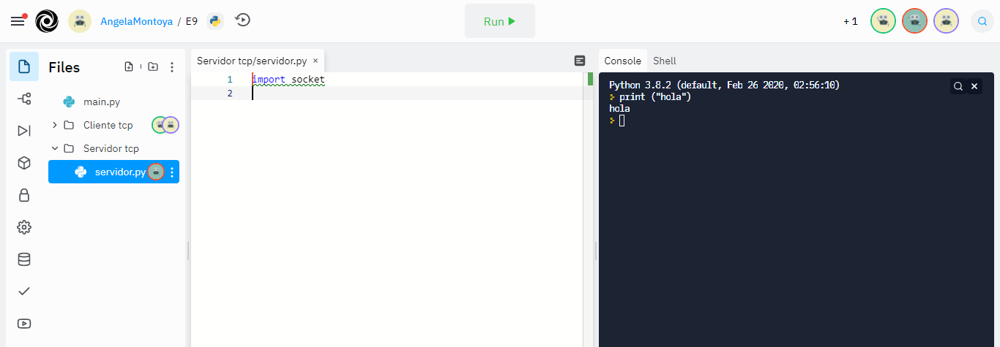 AngelaMontoya / E9
Run
+ 1
Files
main.py
Cliente tcp
Servidor tcp
servidor.py
Servidor tcp/servidor.py ×
1 import socket
2
Console Shell
Python 3.8.2 (default, Feb 26 2020, 02:56:10)
> print ("hola")
hola
>